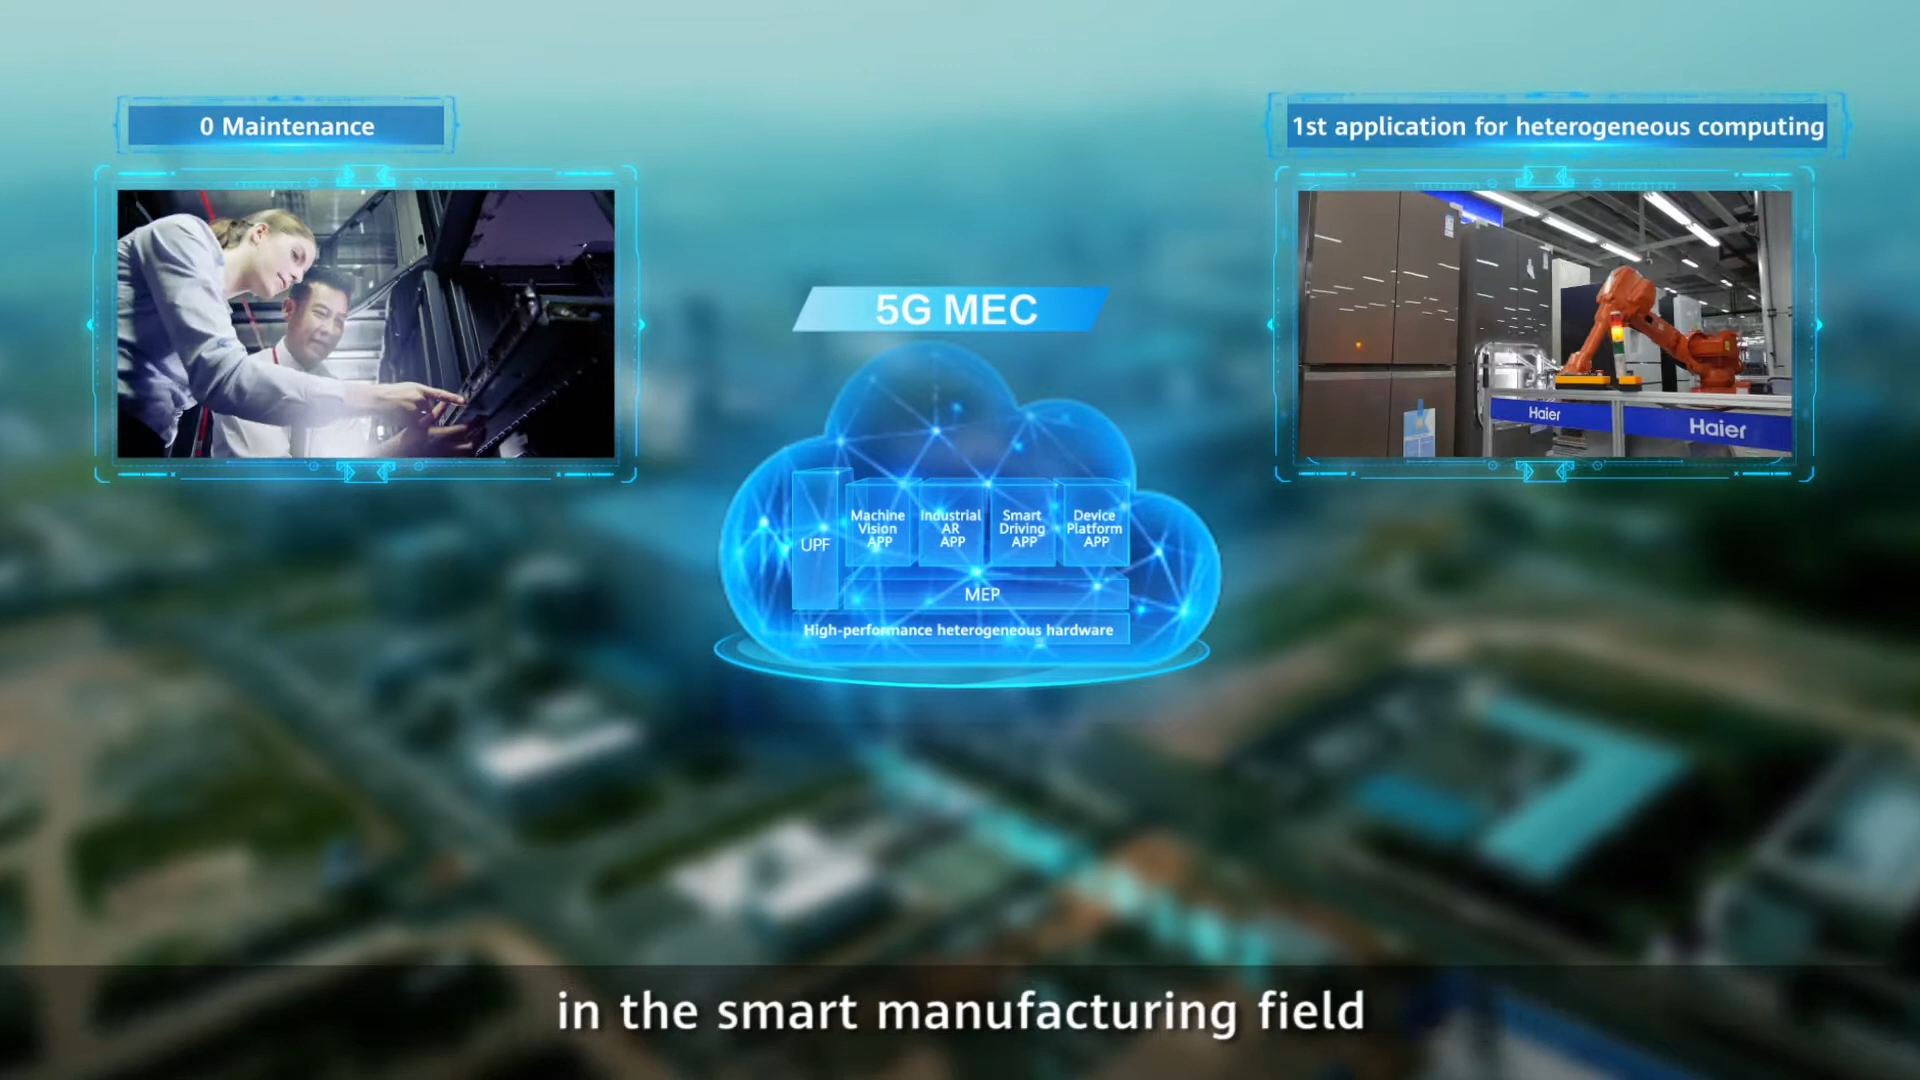 0 Maintenance
1st application for heterogeneous computing
5G MEC
Haier
Haier
UPF
Machine
Vision
APP
Industrial
AR
APP
Smart
Driving
APP
Device
Platform
APP
MEP
High-performance heterogeneous hardware
in the smart manufacturing field